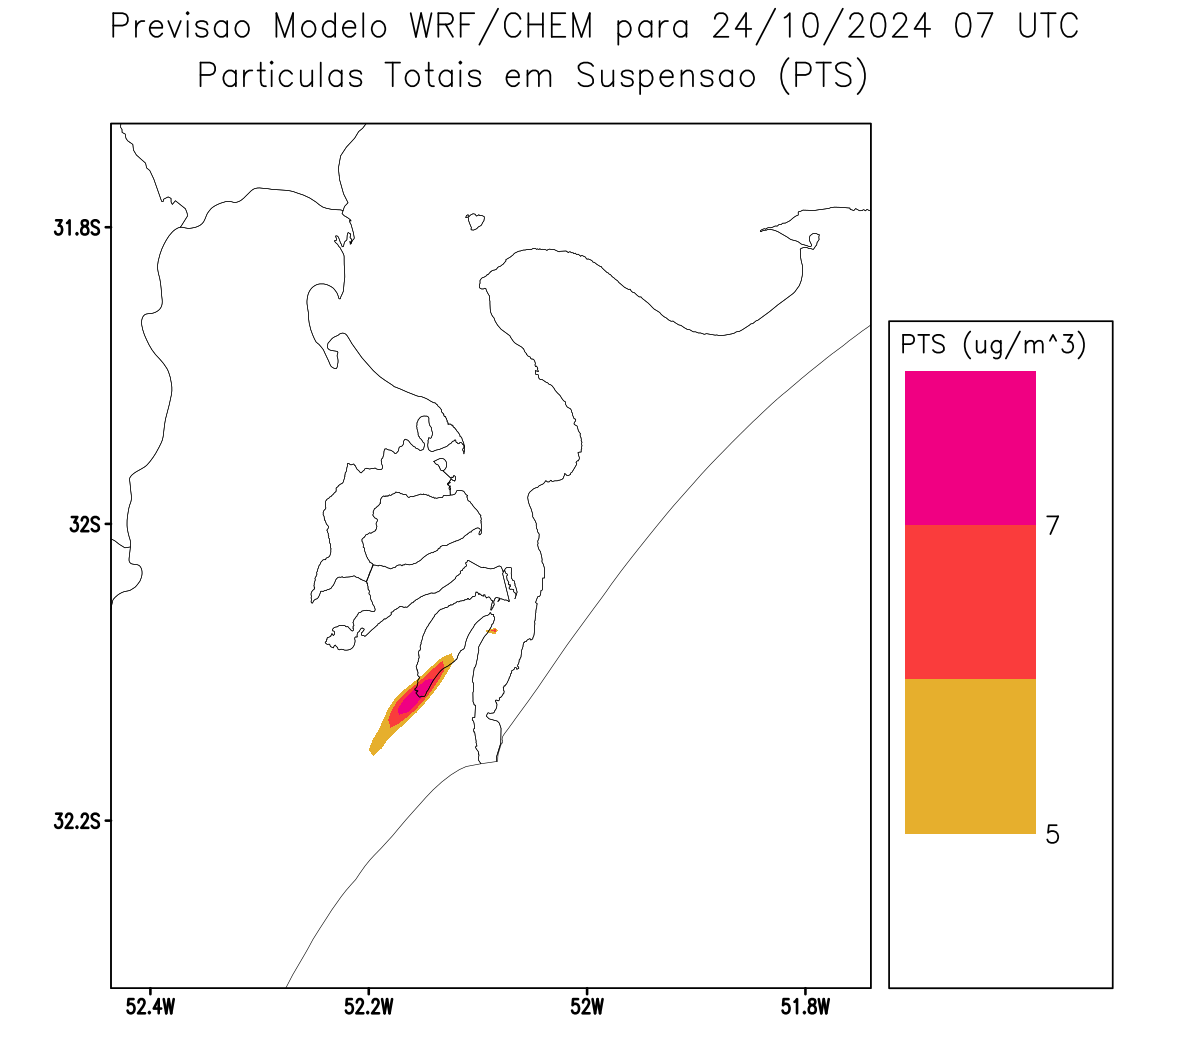 Previsao Modelo WRF/CHEM para 24/10/2024 07 UTC
Particulas Totais em Suspensao (PTS)
31.8S
32S
32.2S
52.4W
52.2W
52W
51.8W
PTS (ug/m^3)
7
5